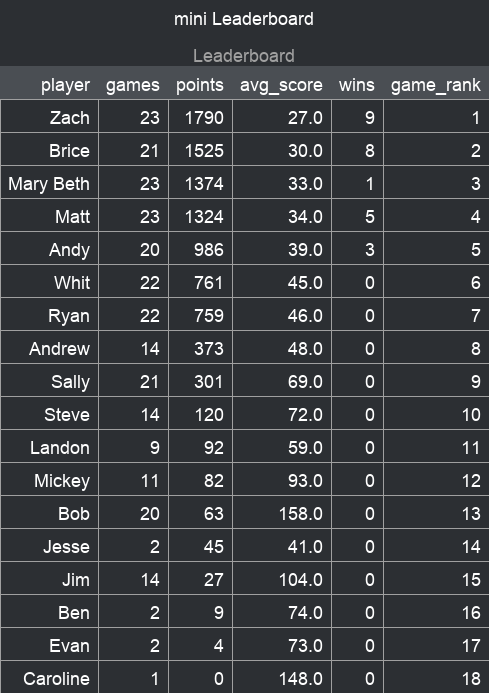 mini Leaderboard
Leaderboard
player games points avg_score wins game_rank
Zach 23 1790 27.0 9 1
Brice 21 1525 30.0 8 2
Mary Beth 23 1374 33.0 1 3
Matt 23 1324 34.0 5 4
Andy 20 986 39.0 3 5
Whit 22 761 45.0 0 6
Ryan 22 759 46.0 0 7
Andrew 14 373 48.0 0 8
Sally 21 301 69.0 0 9
Steve 14 120 72.0 0 10
Landon 9 92 59.0 0 11
Mickey 11 82 93.0 0 12
Bob 20 63 158.0 0 13
Jesse 2 45 41.0 0 14
Jim 14 27 104.0 0 15
Ben 2 9 74.0 0 16
Evan 2 4 73.0 0 17
Caroline 1 0 148.0 0 18